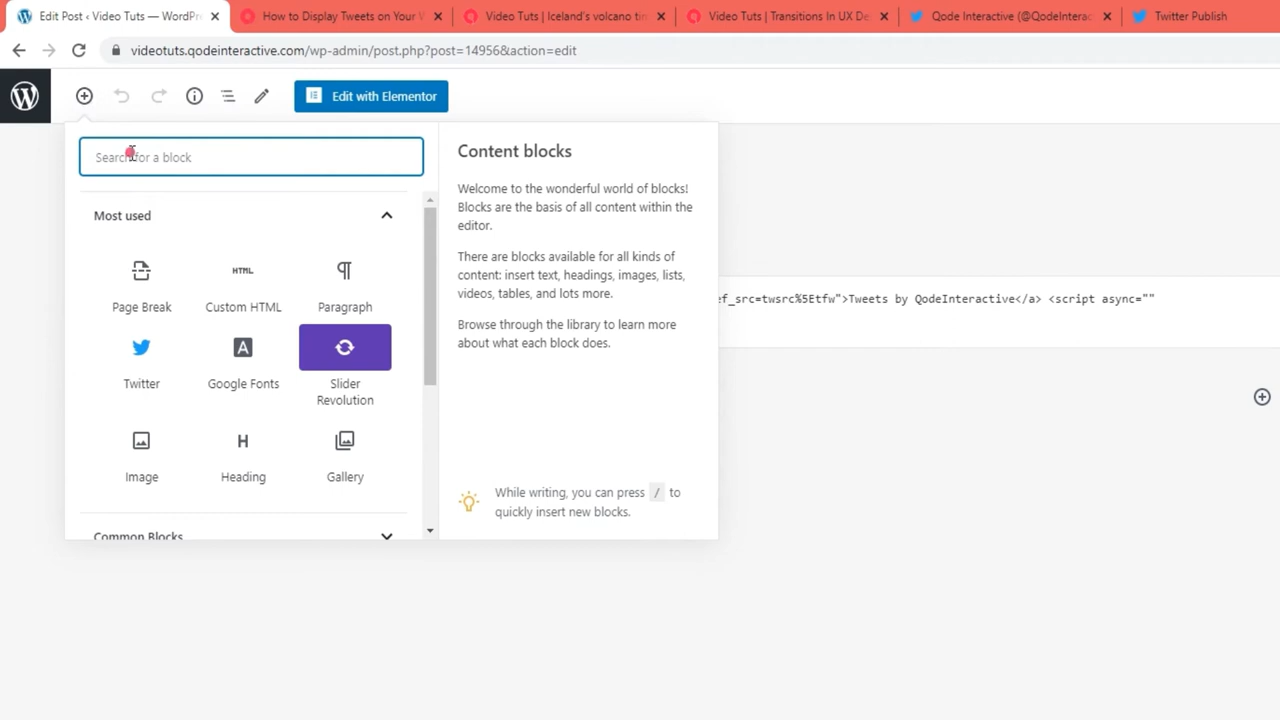 Edit Post ‹ Video Tuts — WordPre
How to Display Tweets on Your W
Video Tuts | Iceland's volcano tin
Video Tuts | Transitions In UX De
Qode Interactive (@QodeInterac
Twitter Publish
videotuts.qodeinteractive.com/wp-admin/post.php?post=14956&action=edit
Edit with Elementor
Search for a block
Content blocks
Welcome to the wonderful world of blocks!
Blocks are the basis of all content within the
editor.
Most used
There are blocks available for all kinds of
content: insert text, headings, images, lists,
videos, tables, and lots more.
HTML
Page Break
Custom HTML
Paragraph
ef_src=twsrc%5Etfw">Tweets by QodeInteractive</a> <script async=""
Browse through the library to learn more
about what each block does.
Twitter
Google Fonts
Slider
Revolution
Image
Heading
Gallery
While writing, you can press / to
quickly insert new blocks.
Common Blocks